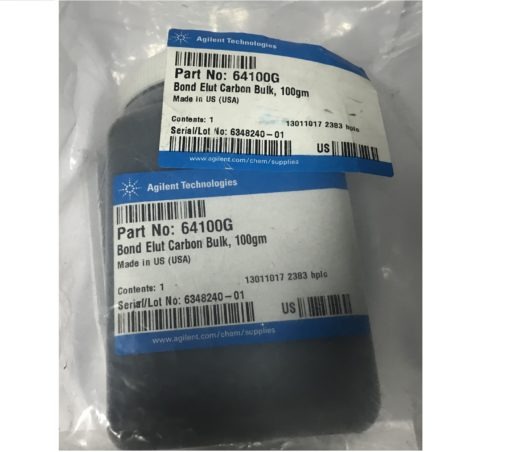 Agilent Technologies
Part No: 64100G
Bond Elut Carbon Bulk, 100gm
Made in US (USA)
Contents: 1
13011017 2383 hplc
Serial/Lot No: 6348240-01
US
www.agilent.com/chem/supplies
Agilent Technologies
Part No: 64100G
Bond Elut Carbon Bulk, 100gm
Made in US (USA)
Contents: 1
13011017 2383 hplc
Serial/Lot No: 6348240-01
US
www.agilent.com/chem/supplies